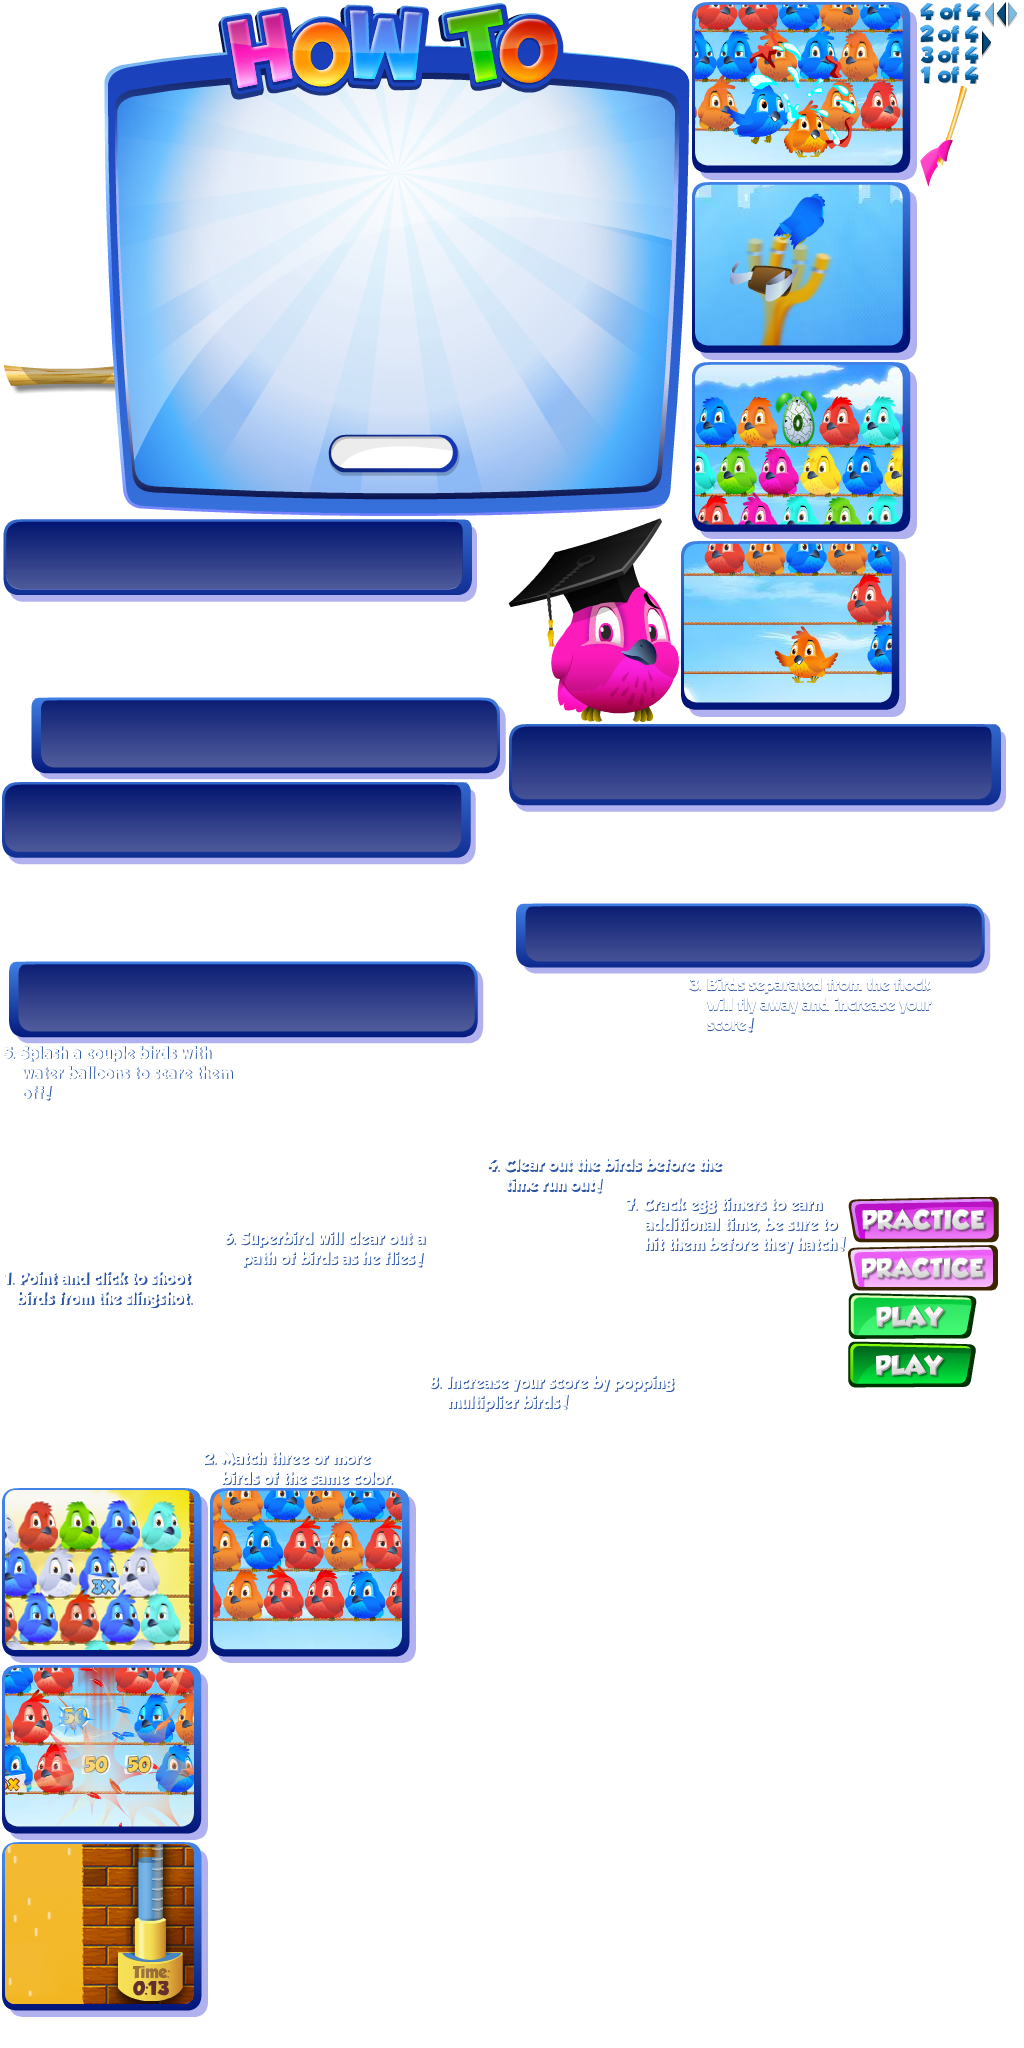 HOW TO
4 of 4
2 of 4
3 of 4
1 of 4
3. Birds separated from the flock
will fly away and increase your
score!
5. Splash a couple birds with
water balloons to scare them
off!
4. Clear out the birds before the
time run out!
7. Crack egg timers to earn
additional time, be sure to
hit them before they hatch!
PRACTICE
6. Superbird will clear out a
path of birds as he flies!
PRACTICE
1. Point and click to shoot
birds from the slingshot.
PLAY
PLAY
8. Increase your score by popping
multiplier birds!
2. Match three or more
birds of the same color.
3X
50
50
50
3X
Time:
0:13